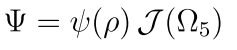 Ψ = ψ(ρ) 𝒥(Ω₅)